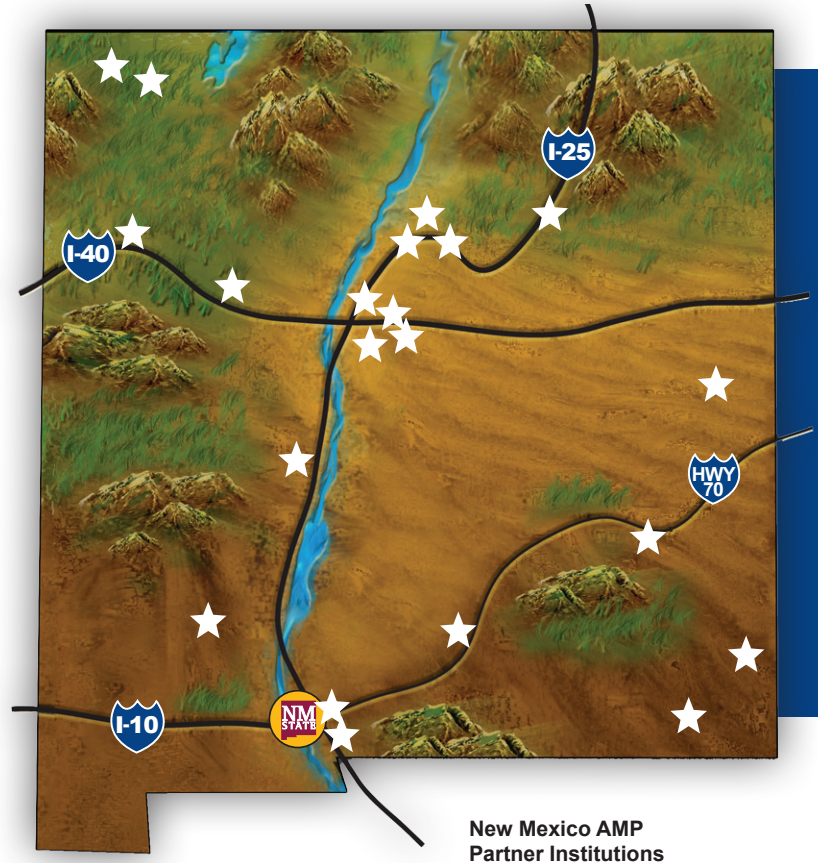 I-25
I-40
HWY
70
I-10
NM
STATE
New Mexico AMP
Partner Institutions